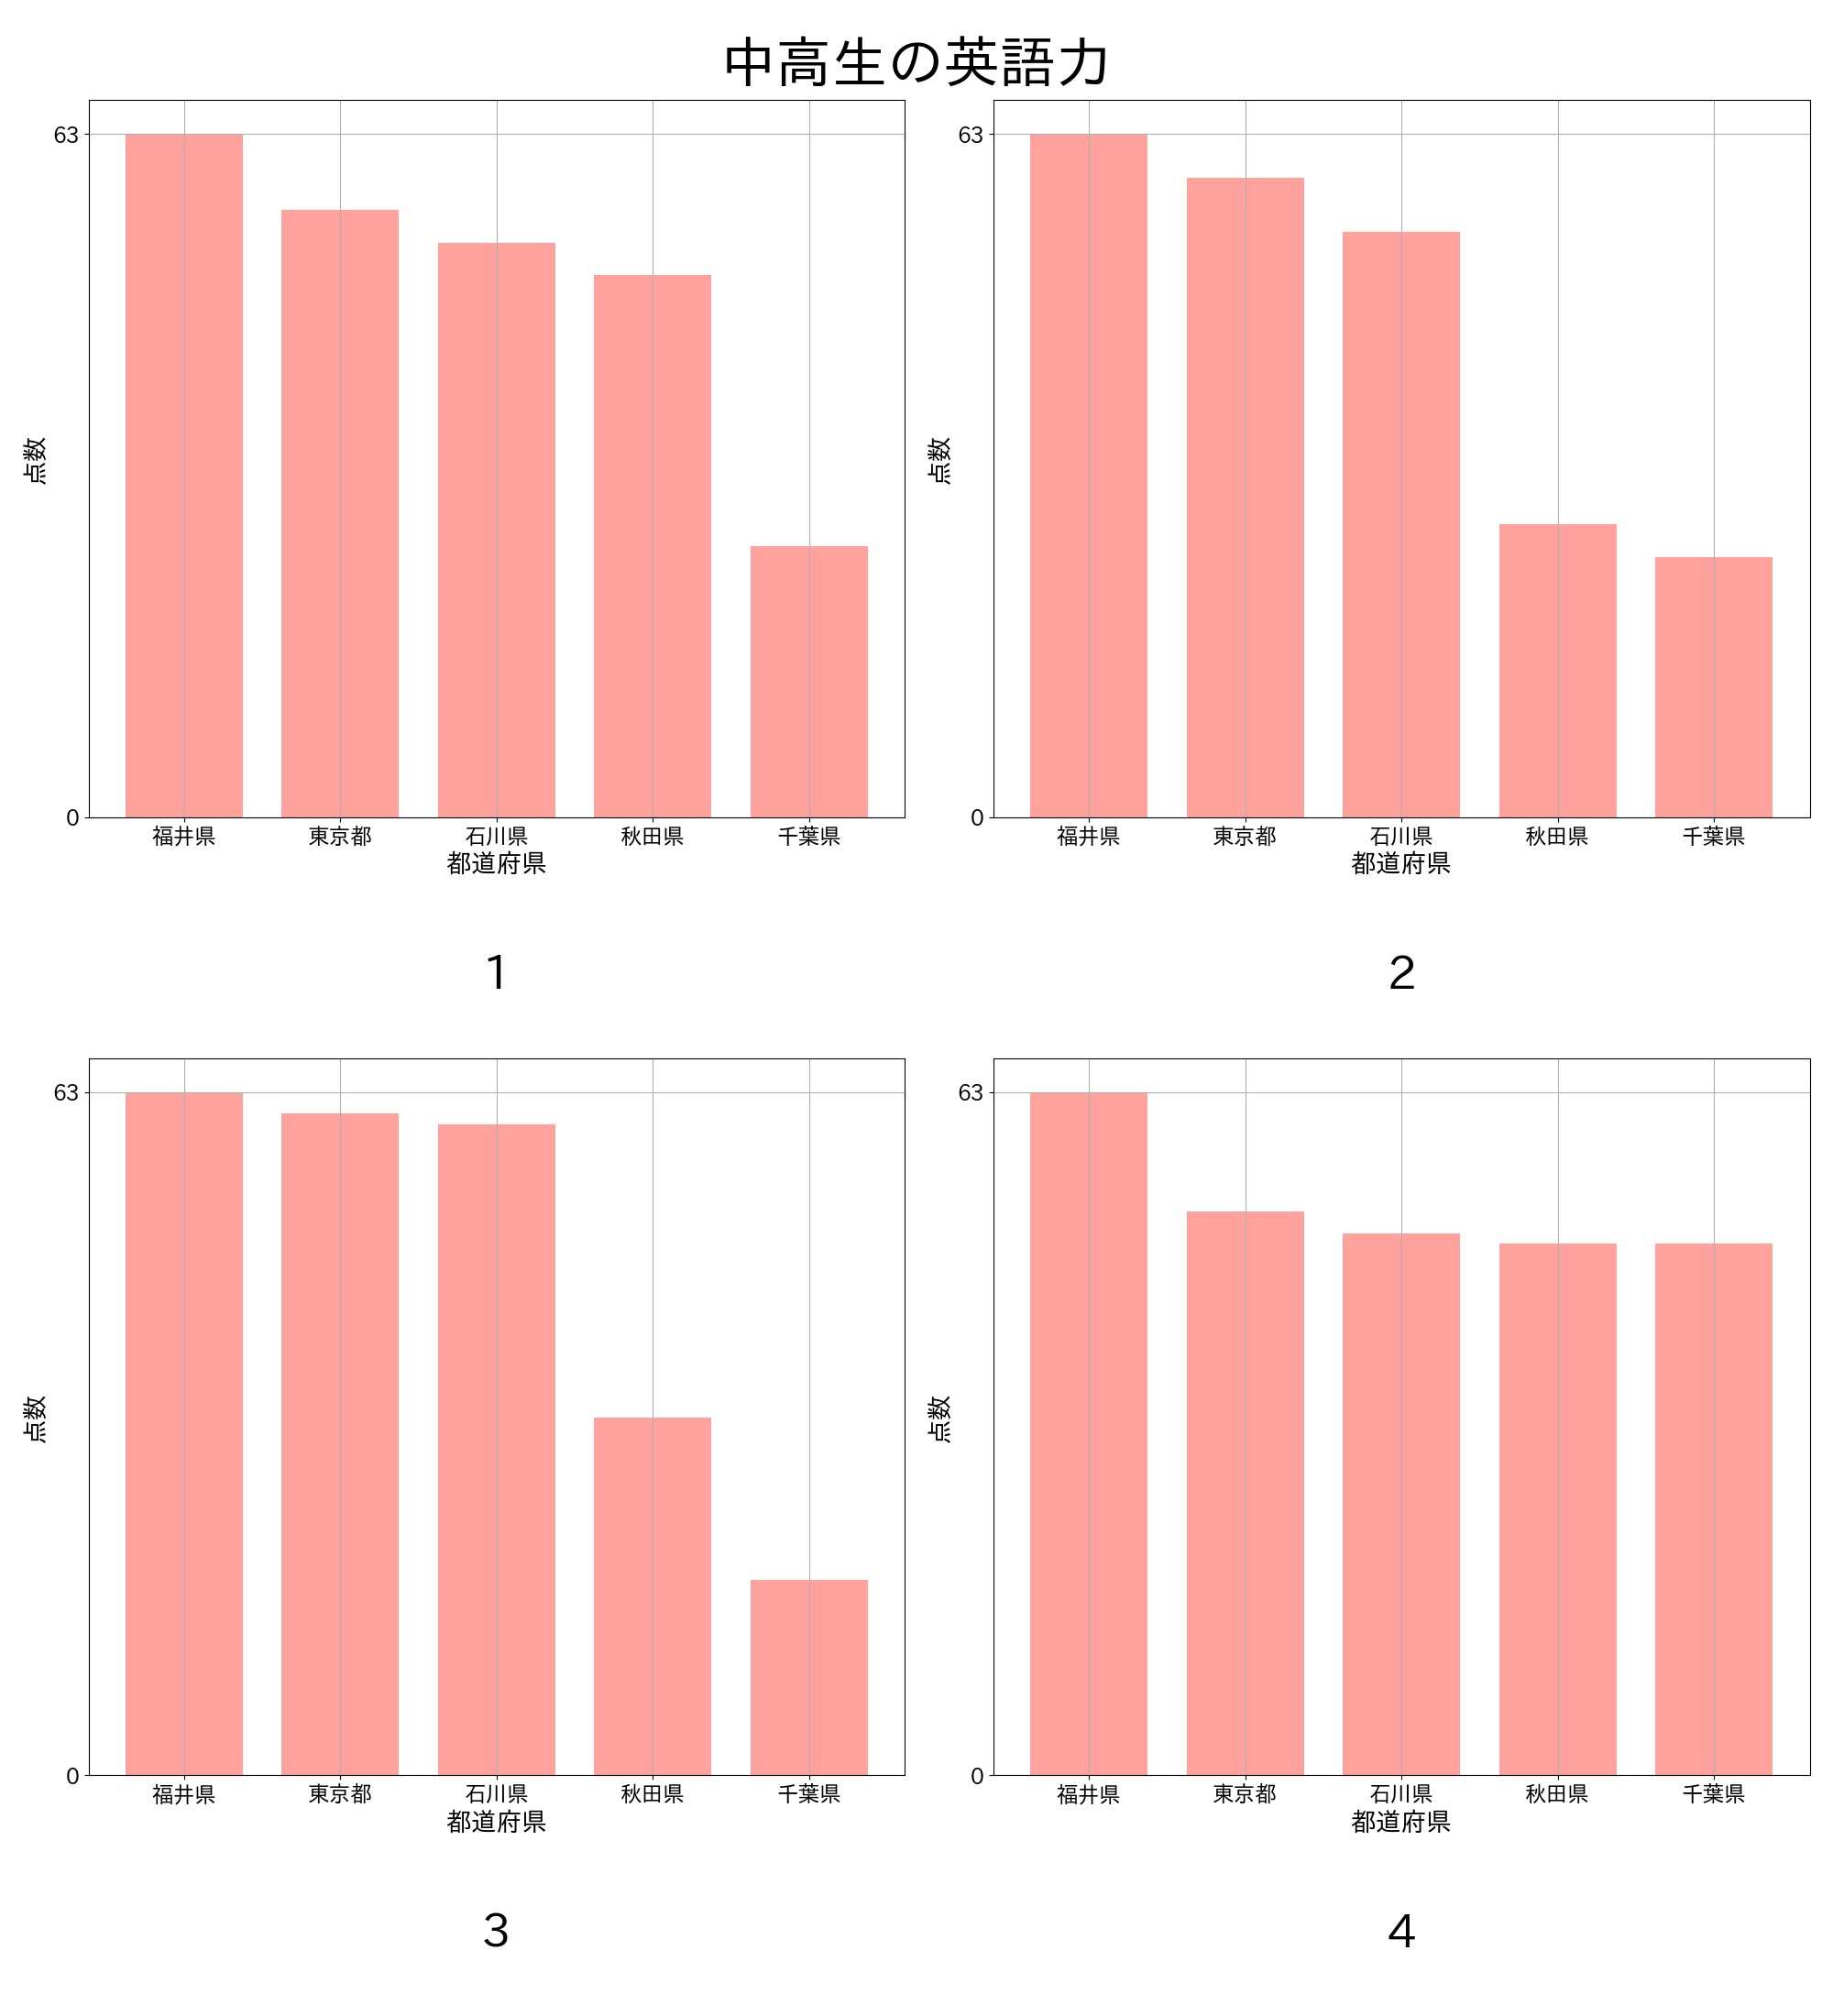 中高生の英語力
63
0
点数
福井県 東京都 石川県 秋田県 千葉県
都道府県
1
63
0
点数
福井県 東京都 石川県 秋田県 千葉県
都道府県
2
63
0
点数
福井県 東京都 石川県 秋田県 千葉県
都道府県
3
63
0
点数
福井県 東京都 石川県 秋田県 千葉県
都道府県
4